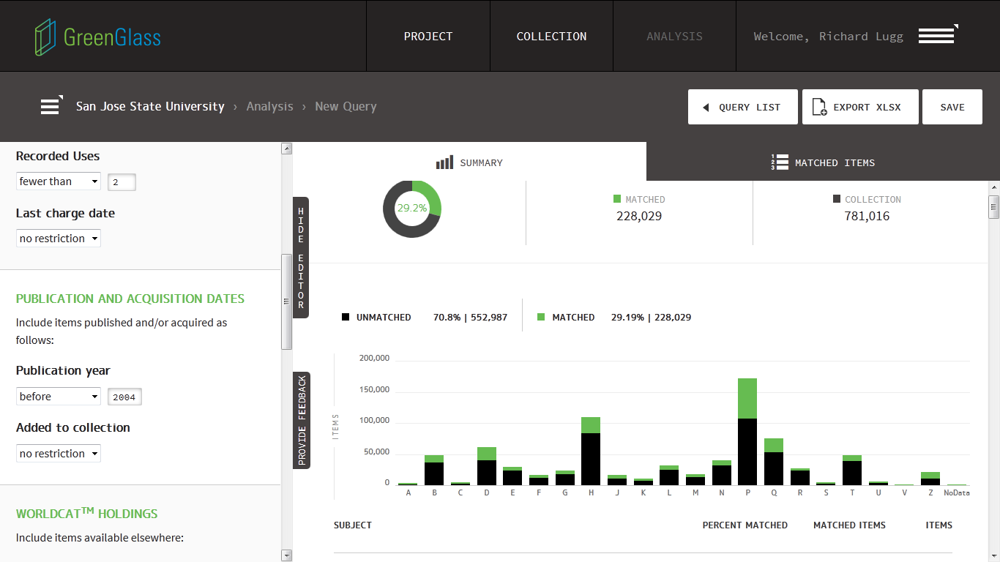 GreenGlass
PROJECT
COLLECTION
ANALYSIS
Welcome, Richard Lugg
San Jose State University › Analysis › New Query
QUERY LIST
EXPORT XLSX
SAVE
Recorded Uses
fewer than 2
Last charge date
no restriction
PUBLICATION AND ACQUISITION DATES
Include items published and/or acquired as
follows:
Publication year
before 2004
Added to collection
no restriction
WORLDCAT™ HOLDINGS
Include items available elsewhere:
HIDE EDITOR
PROVIDE FEEDBACK
SUMMARY
1
2
3
MATCHED ITEMS
29.2%
MATCHED
228,029
COLLECTION
781,016
UNMATCHED 70.8% | 552,987
MATCHED 29.19% | 228,029
200,000
150,000
100,000
50,000
0
ITEMS
A B C D E F G H J K L M N P Q R S T U V Z NoData
SUBJECT PERCENT MATCHED MATCHED ITEMS ITEMS